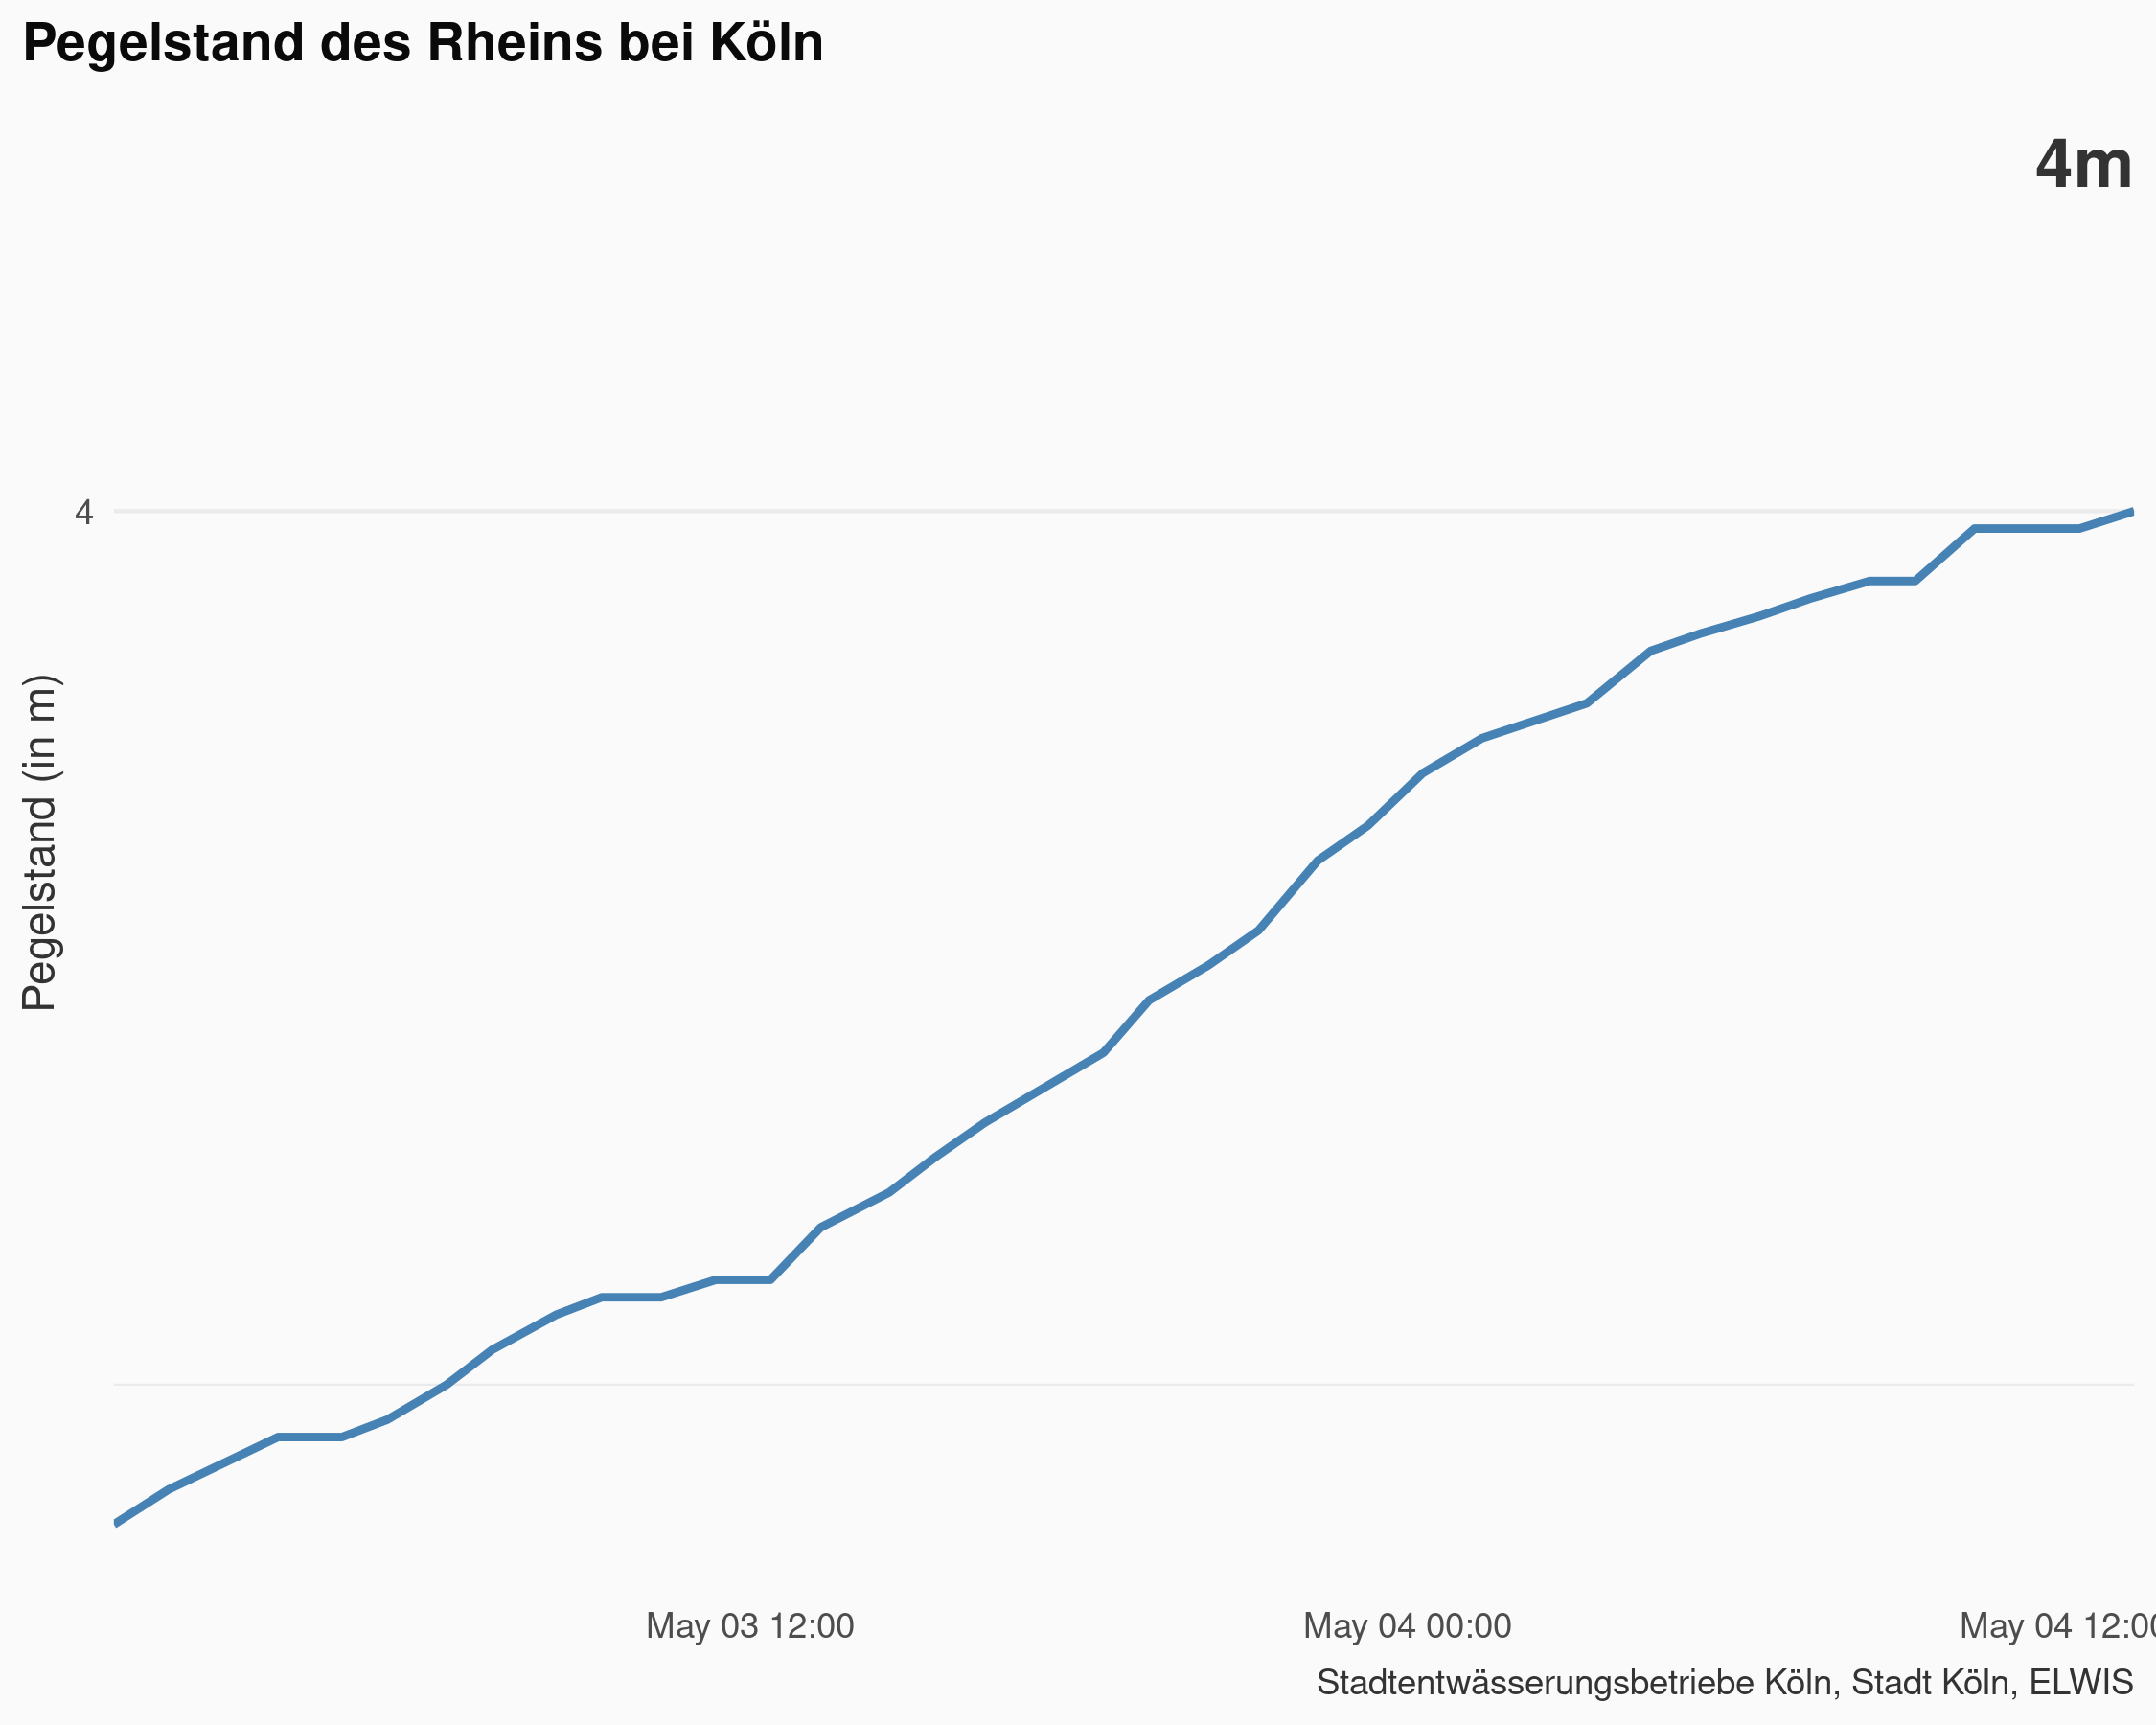 Pegelstand des Rheins bei Köln
4m
4
Pegelstand (in m)
May 03 12:00
May 04 00:00
May 04 12:00
Stadtentwässerungsbetriebe Köln, Stadt Köln, ELWIS